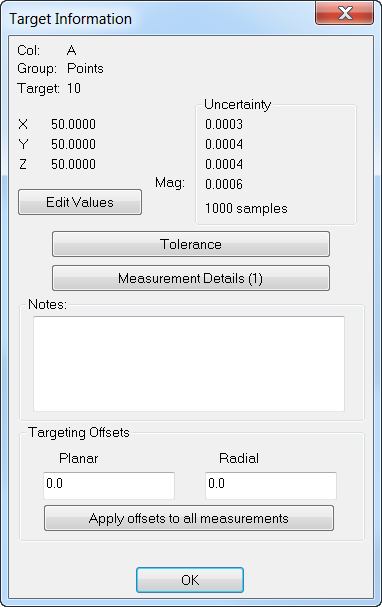 Target Information
Col: A
Group: Points
Target: 10
Uncertainty
X 50.0000 0.0003
Y 50.0000 0.0004
Z 50.0000 0.0004
Mag: 0.0006
Edit Values
1000 samples
Tolerance
Measurement Details (1)
Notes:
Targeting Offsets
Planar Radial
0.0 0.0
Apply offsets to all measurements
OK